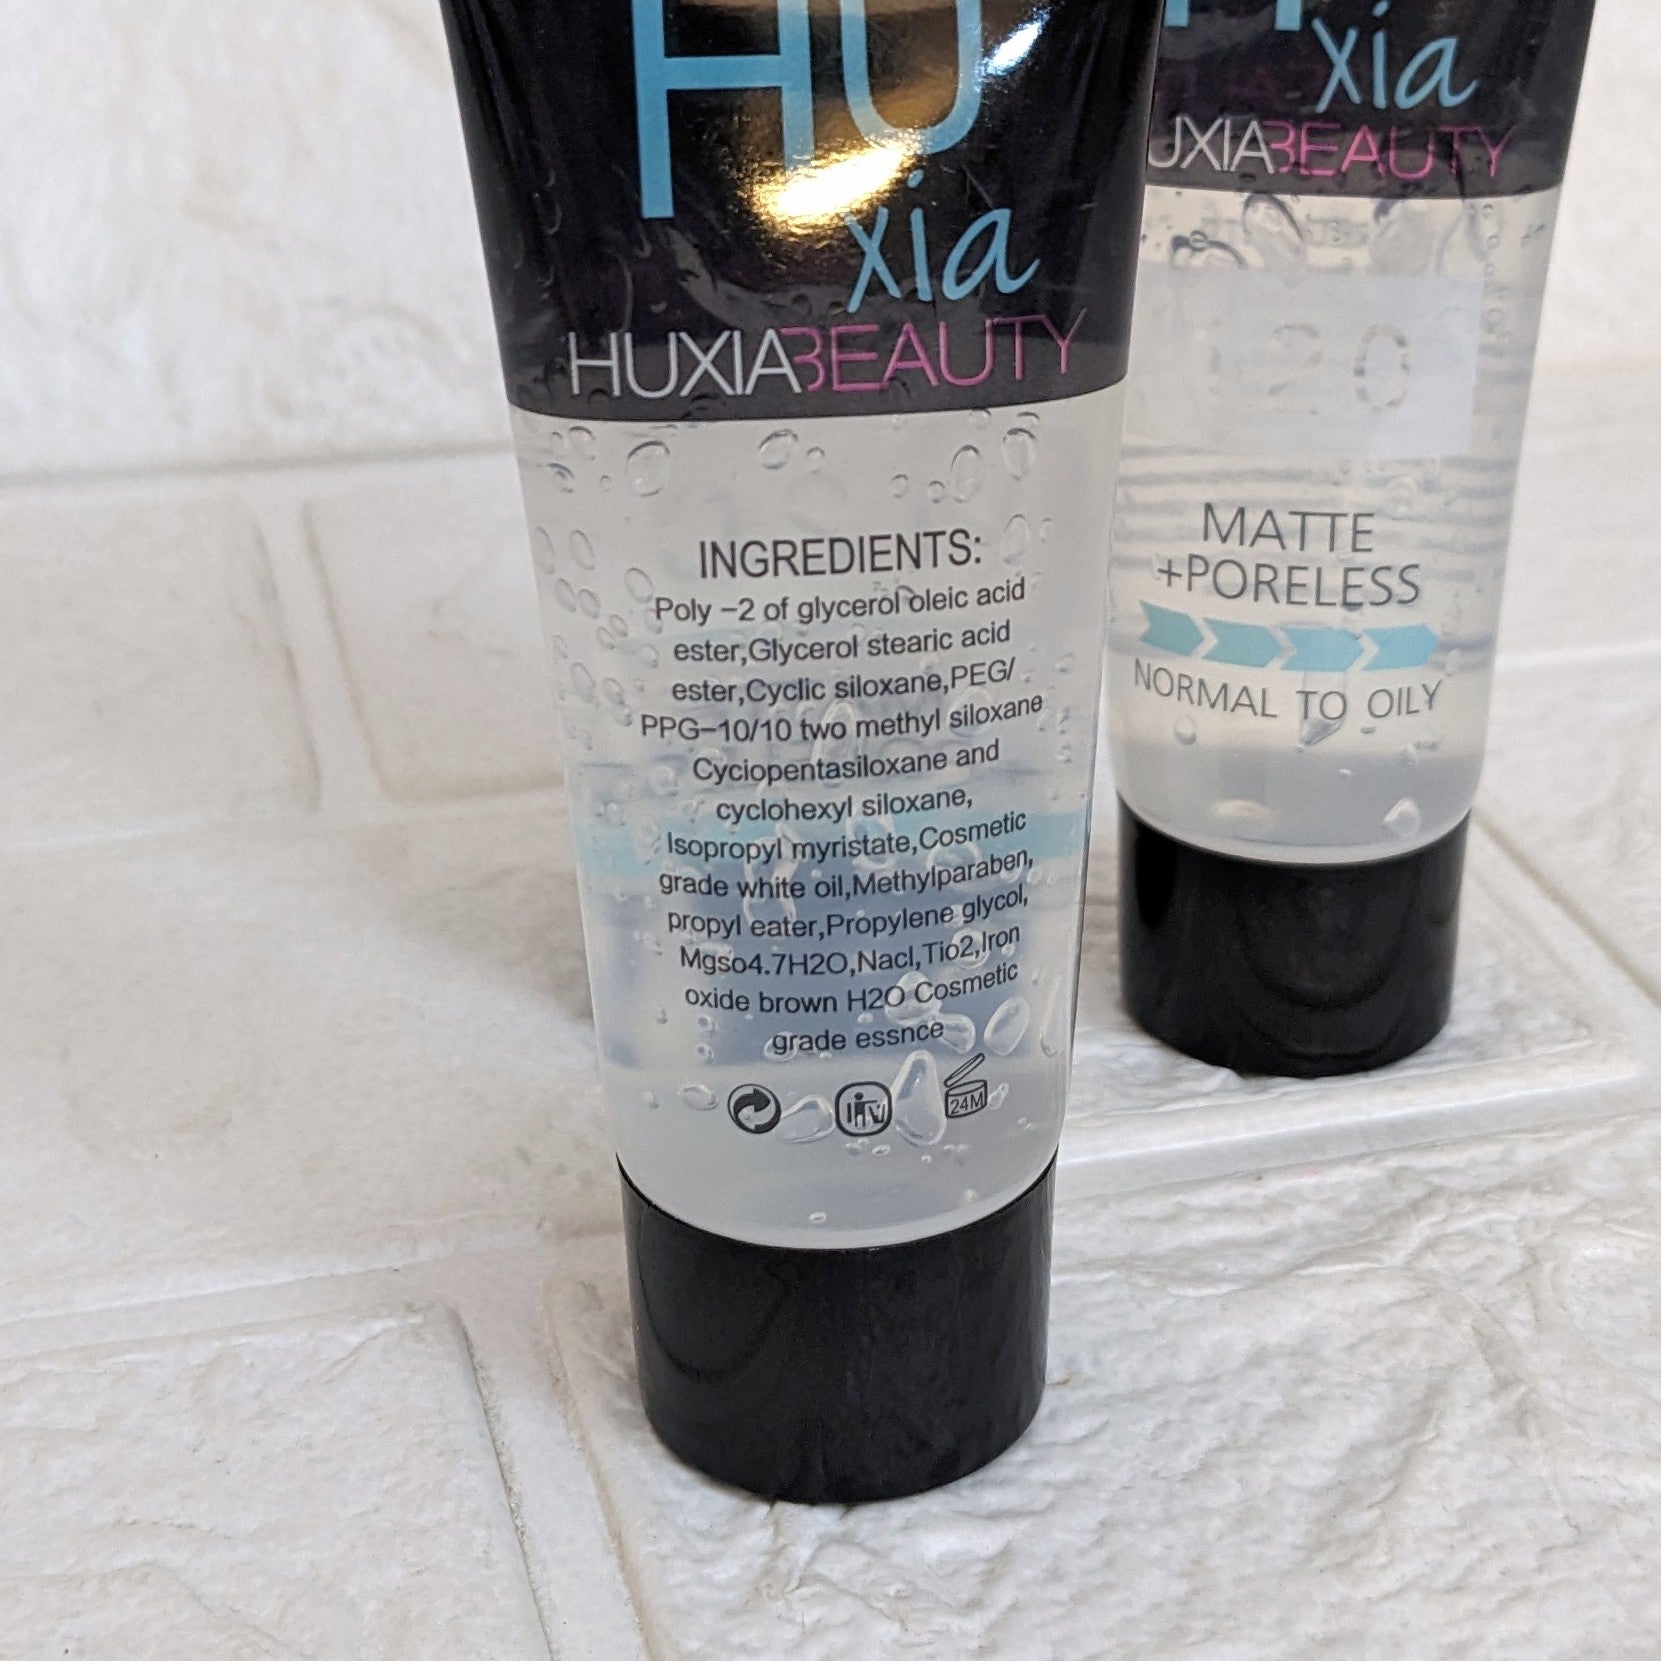 HU
xia
HUXIABEAUTY
INGREDIENTS:
Poly -2 of glycerol oleic acid
ester,Glycerol stearic acid
ester,Cyclic siloxane,PEG/
PPG-10/10 two methyl siloxane
Cyciopentasiloxane and
cyclohexyl siloxane,
Isopropyl myristate,Cosmetic
grade white oil,Methylparaben,
propyl eater,Propylene glycol,
Mgso4.7H2O,Nacl,Tio2,Iron
oxide brown H2O Cosmetic
grade essnce
24M
xia
UXIABEAUTY
MATTE
+PORELESS
NORMAL TO OILY